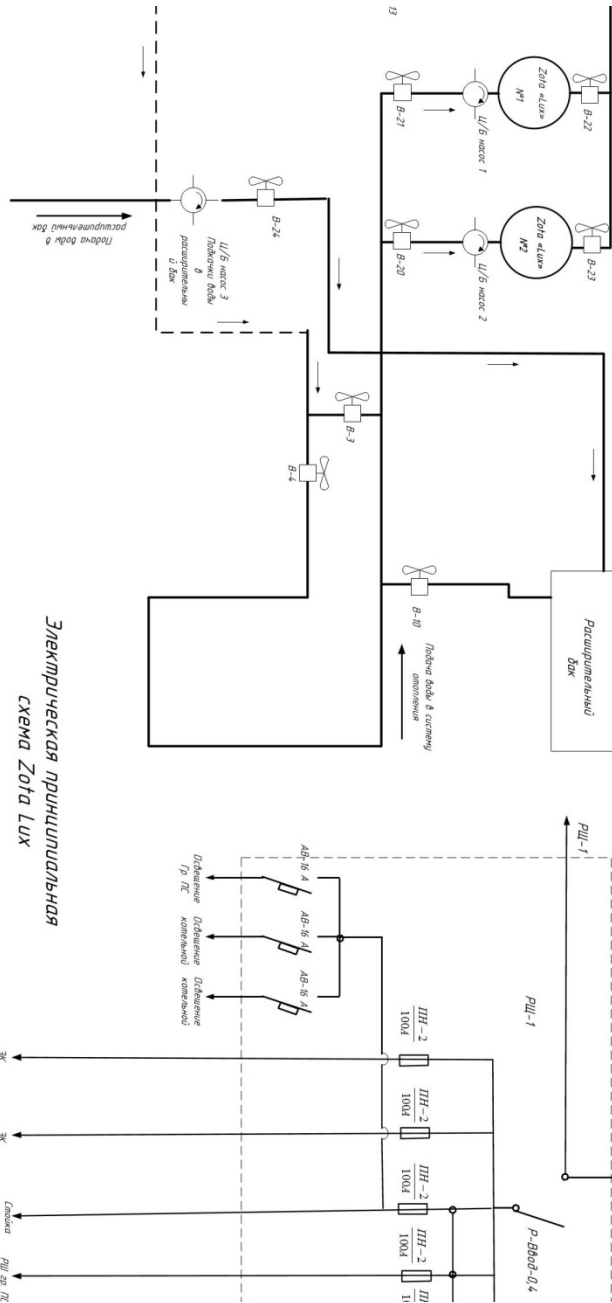 13
Zota «Lux»
№1
В-22
В-21
Ц/Б насос 1
Zota «Lux»
№2
В-23
В-20
Ц/Б насос 2
В-24
Ц/Б насос 3
Подкачки воды
в
расширительны
й бак
Подача воды в
расширительный бак
В-3
В-4
В-10
Подача воды в систему
отопления
Расширительный
бак
Электрическая принципиальная
схема Zota Lux
РЩ-1
РЩ-1
АВ-16 А
АВ-16 А
АВ-16 А
Освещение
Гр. ПС
Освещение
котельной
Освещение
котельной
ПН-2
100А
ПН-2
100А
ПН-2
100А
ПН-2
100А
Р-Ввод-0,4
эк
эк
Стойка
РЩ гр. ПС